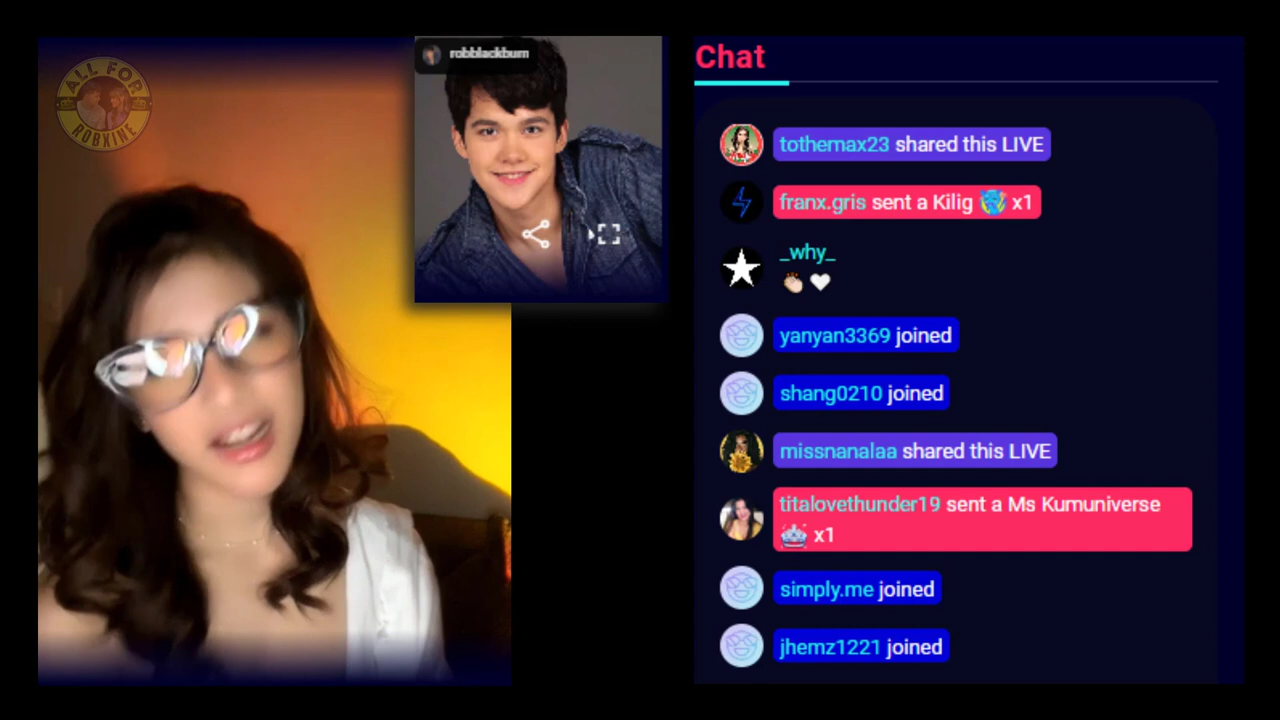 ALL FOR
ROBXINE
robblackburn
Chat
tothemax23 shared this LIVE
franx.gris sent a Kilig x1
_why_
yanyan3369 joined
shang0210 joined
missnanalaa shared this LIVE
titalovethunder19 sent a Ms Kumuniverse
x1
simply.me joined
jhemz1221 joined